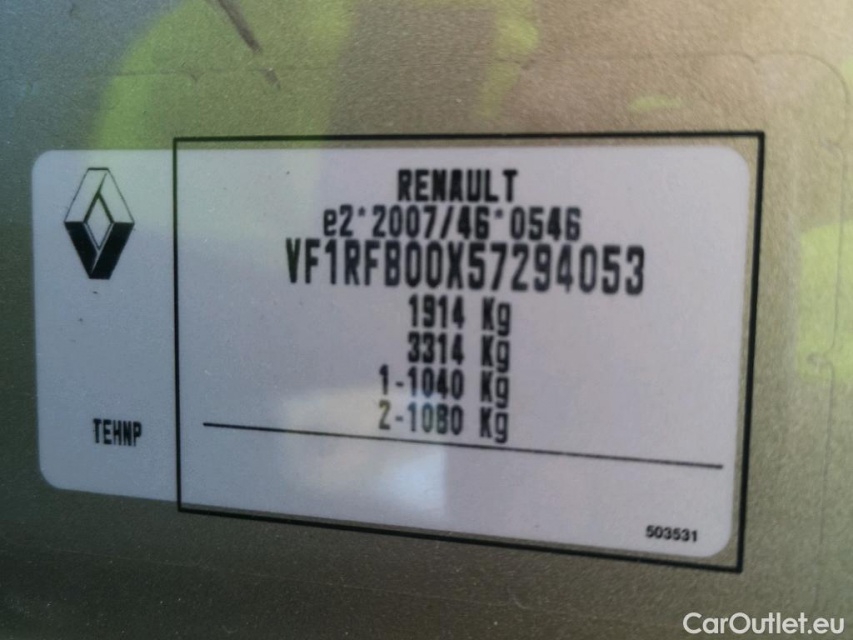 RENAULT
e2*2007/46*0546
VF1RFB00X57294053
1914 Kg
3314 Kg
1-1040 Kg
2-1080 Kg
TEHNP
503531
CarOutlet.eu